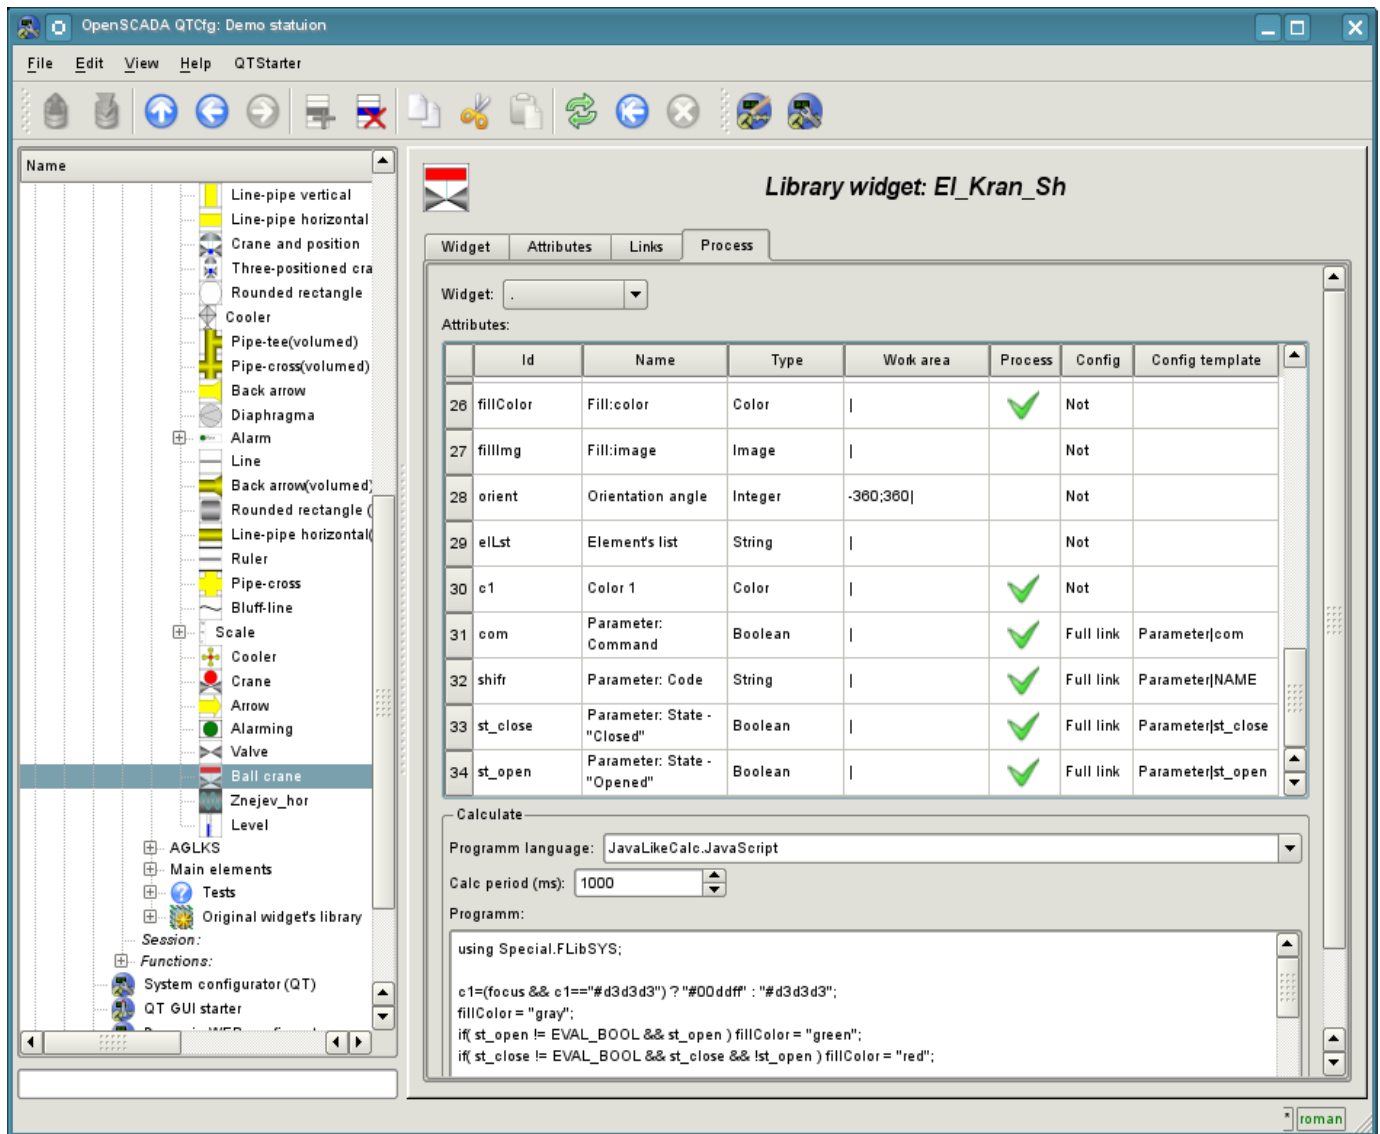 OpenSCADA QTCfg: Demo statuion
File Edit View Help QTStarter
Name
Line-pipe vertical
Line-pipe horizontal
Crane and position
Three-positioned cra
Rounded rectangle
Cooler
Pipe-tee(volumed)
Pipe-cross(volumed)
Back arrow
Diaphragma
Alarm
Line
Back arrow(volumed)
Rounded rectangle (
Line-pipe horizontal(
Ruler
Pipe-cross
Bluff-line
Scale
Cooler
Crane
Arrow
Alarming
Valve
Ball crane
Znejev_hor
Level
AGLKS
Main elements
Tests
Original widget's library
Session:
Functions:
System configurator (QT)
QT GUI starter
Library widget: El_Kran_Sh
Widget Attributes Links Process
Widget: .
Attributes:
Id Name Type Work area Process Config Config template
26 fillColor Fill:color Color | Not
27 fillImg Fill:image Image | Not
28 orient Orientation angle Integer -360;360| Not
29 elLst Element's list String | Not
30 c1 Color 1 Color | Not
31 com Parameter: Command Boolean | Full link Parameter|com
32 shifr Parameter: Code String | Full link Parameter|NAME
33 st_close Parameter: State - "Closed" Boolean | Full link Parameter|st_close
34 st_open Parameter: State - "Opened" Boolean | Full link Parameter|st_open
Calculate
Programm language: JavaLikeCalc.JavaScript
Calc period (ms): 1000
Programm:
using Special.FLibSYS;
c1=(focus && c1=="#d3d3d3") ? "#00ddff" : "#d3d3d3";
fillColor = "gray";
if( st_open != EVAL_BOOL && st_open ) fillColor = "green";
if( st_close != EVAL_BOOL && st_close && !st_open ) fillColor = "red";
* roman